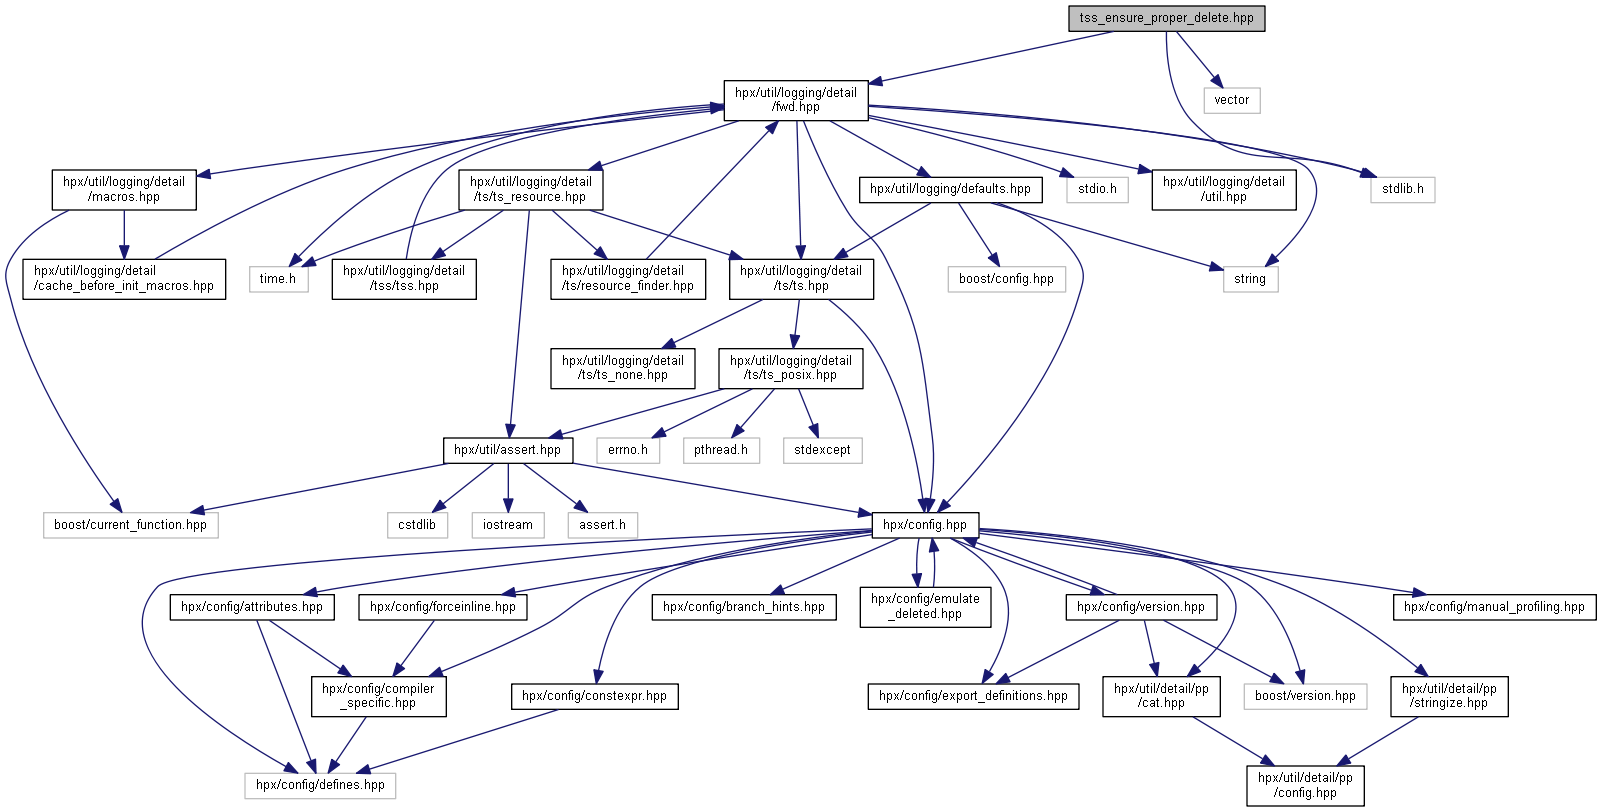 tss_ensure_proper_delete.hpp
hpx/util/logging/detail
/fwd.hpp
vector
hpx/util/logging/detail
/macros.hpp
hpx/util/logging/detail
/ts/ts_resource.hpp
hpx/util/logging/defaults.hpp
stdio.h
hpx/util/logging/detail
/util.hpp
stdlib.h
hpx/util/logging/detail
/cache_before_init_macros.hpp
time.h
hpx/util/logging/detail
/tss/tss.hpp
hpx/util/logging/detail
/ts/resource_finder.hpp
hpx/util/logging/detail
/ts/ts.hpp
boost/config.hpp
string
hpx/util/logging/detail
/ts/ts_none.hpp
hpx/util/logging/detail
/ts/ts_posix.hpp
hpx/util/assert.hpp
errno.h
pthread.h
stdexcept
boost/current_function.hpp
cstdlib
iostream
assert.h
hpx/config.hpp
hpx/config/attributes.hpp
hpx/config/forceinline.hpp
hpx/config/branch_hints.hpp
hpx/config/emulate
_deleted.hpp
hpx/config/version.hpp
hpx/config/manual_profiling.hpp
hpx/config/compiler
_specific.hpp
hpx/config/constexpr.hpp
hpx/config/export_definitions.hpp
hpx/util/detail/pp
/cat.hpp
boost/version.hpp
hpx/util/detail/pp
/stringize.hpp
hpx/config/defines.hpp
hpx/util/detail/pp
/config.hpp